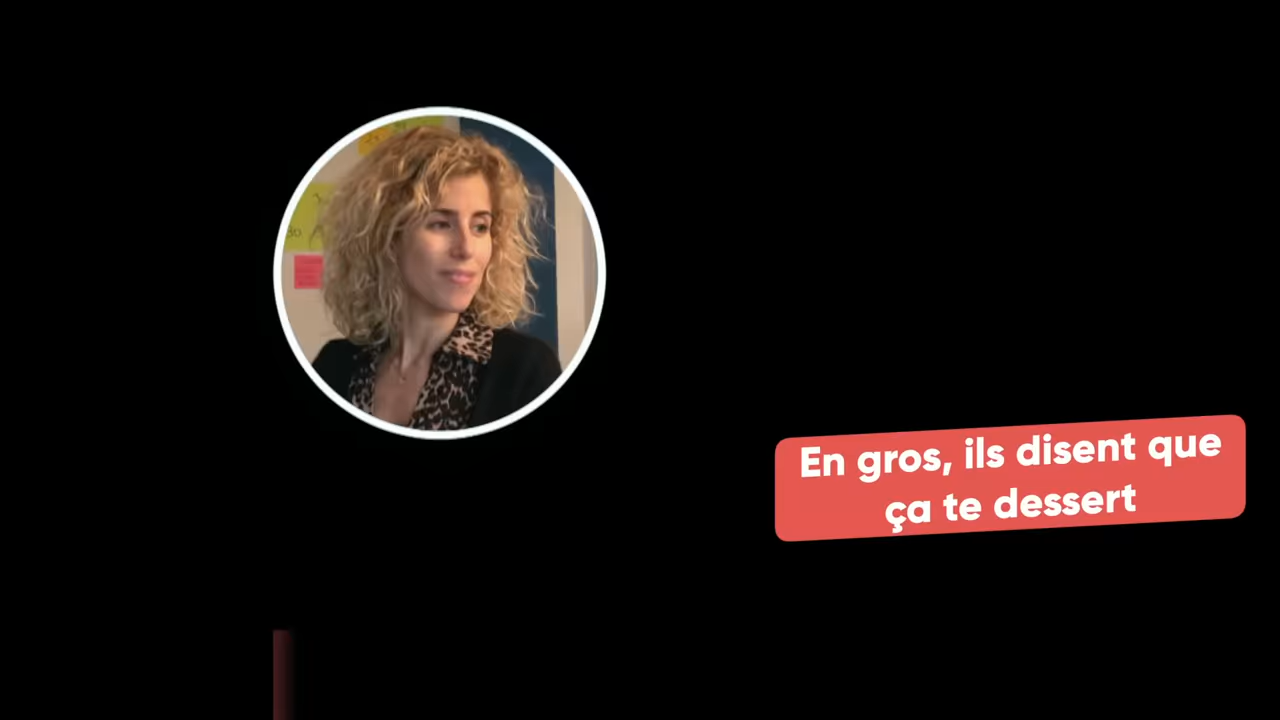 En gros, ils disent que
ça te dessert